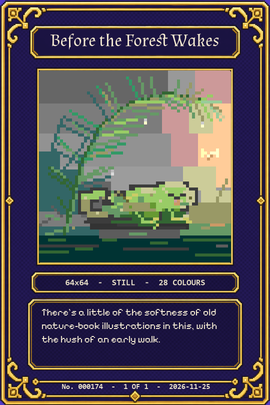 Before the Forest Wakes
64x64 - STILL - 28 COLOURS
There's a little of the softness of old
nature-book illustrations in this, with
the hush of an early walk.
No. 000174 - 1 OF 1 - 2026-11-25